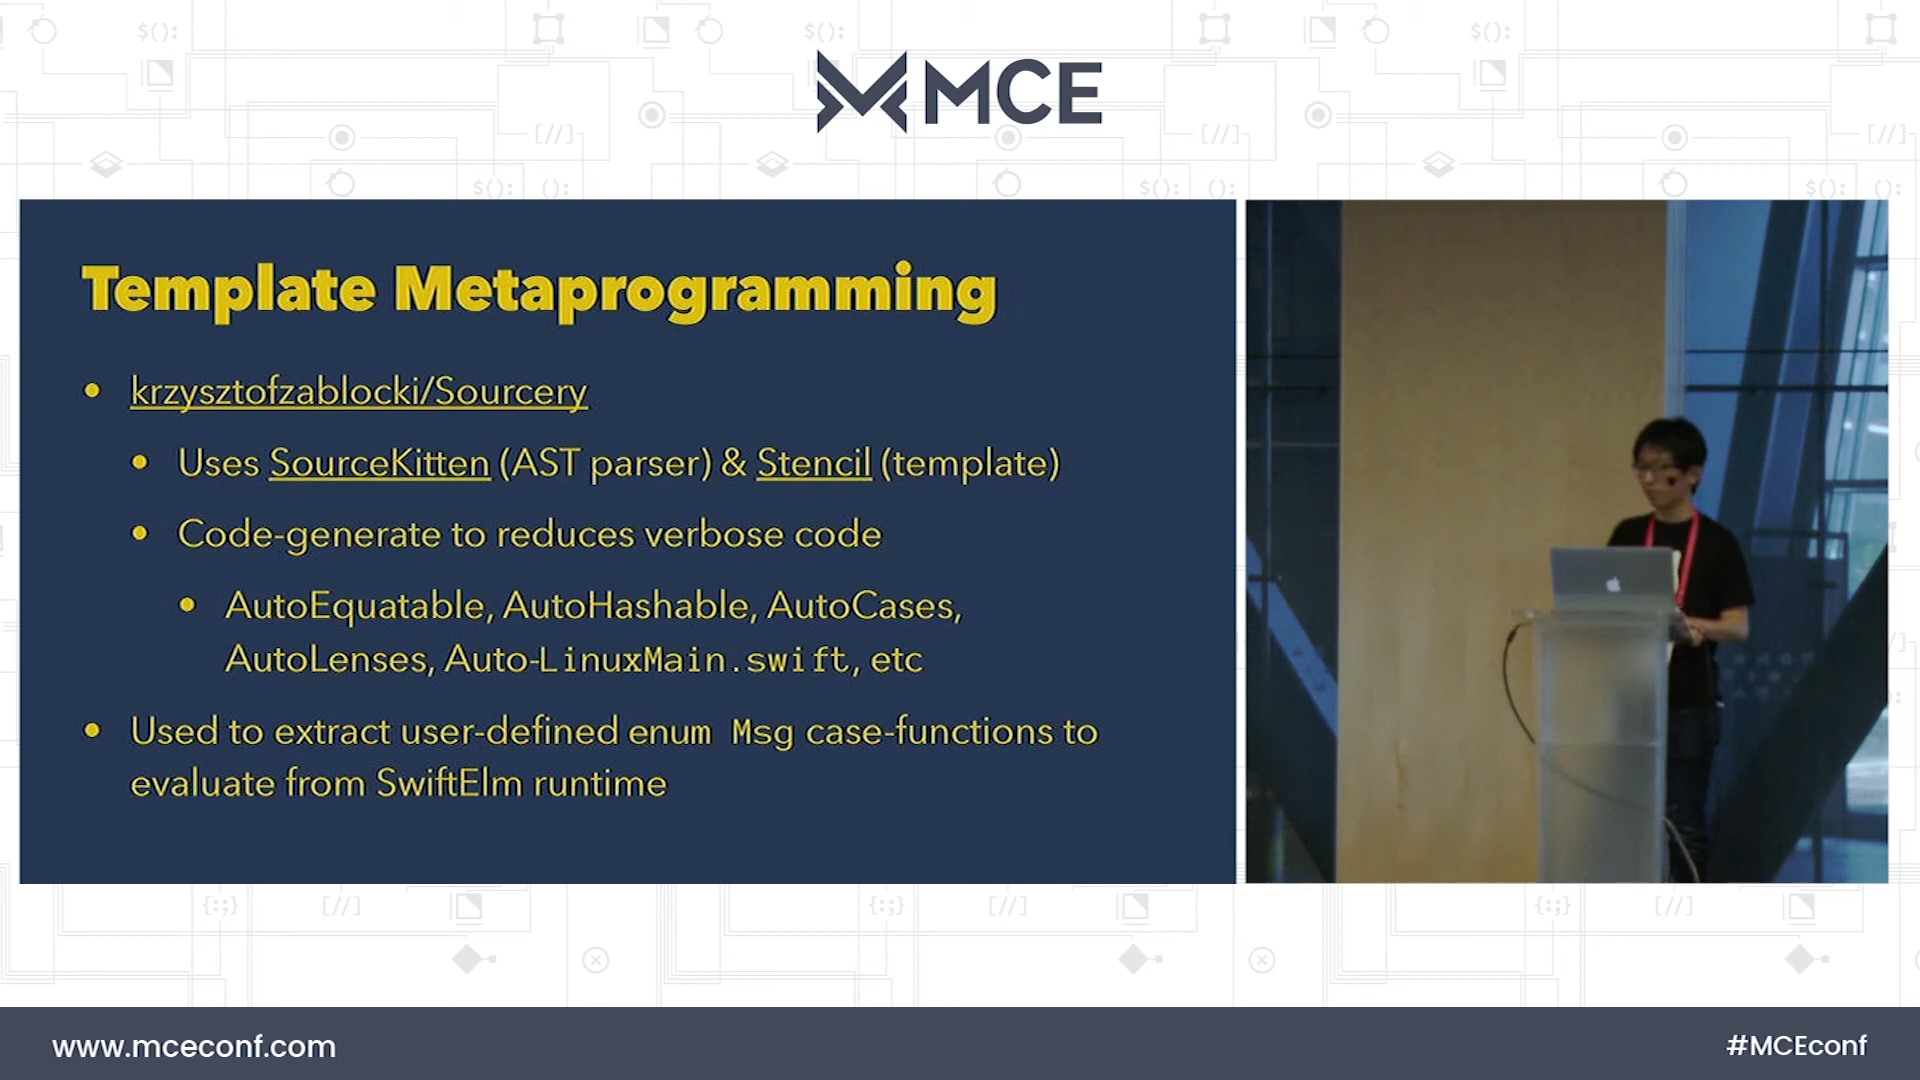 MCE
Template Metaprogramming
krzysztofzablocki/Sourcery
Uses SourceKitten (AST parser) & Stencil (template)
Code-generate to reduces verbose code
AutoEquatable, AutoHashable, AutoCases,
AutoLenses, Auto-LinuxMain.swift, etc
Used to extract user-defined enum Msg case-functions to
evaluate from SwiftElm runtime
www.mceconf.com
#MCEconf